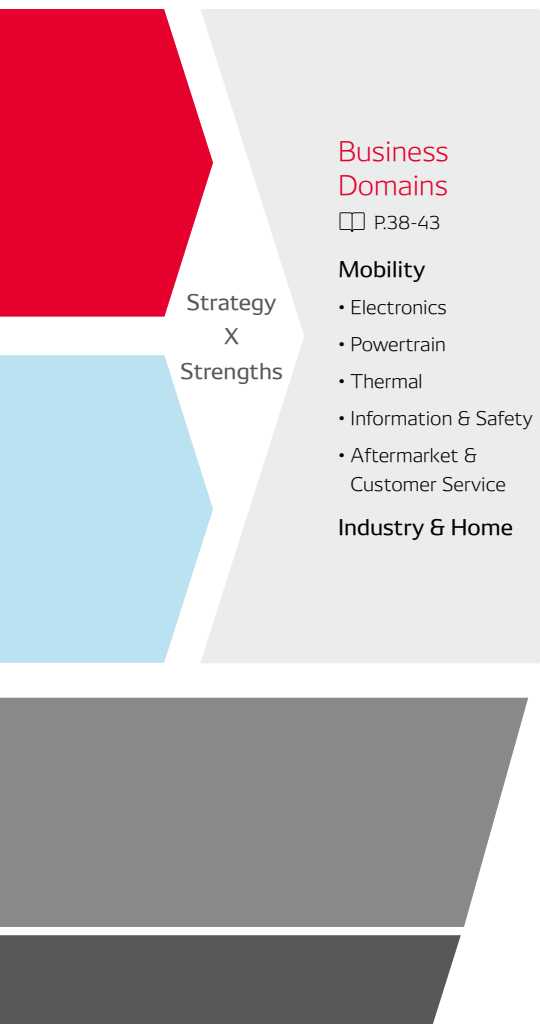 Strategy
X
Strengths
Business
Domains
P.38-43
Mobility
• Electronics
• Powertrain
• Thermal
• Information & Safety
• Aftermarket &
Customer Service
Industry & Home